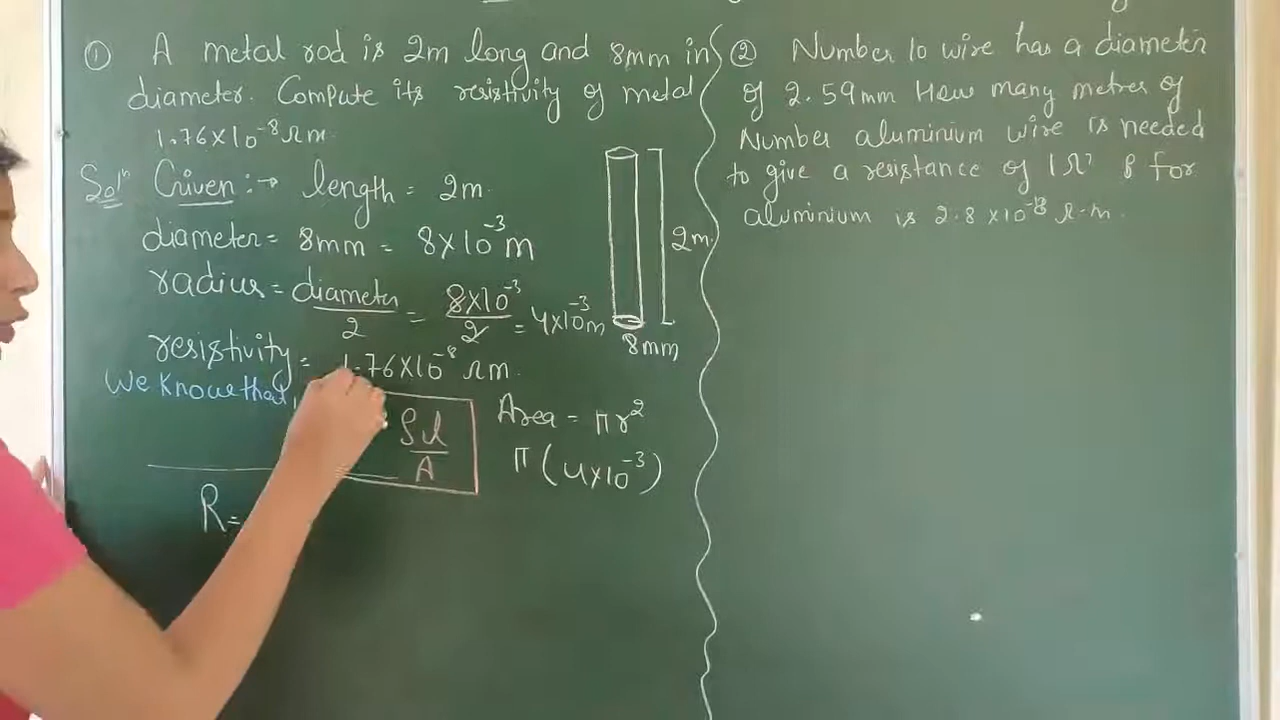 ① A metal rod is 2m long and 8mm in
diameter. Compute its resistivity of metal
1.76×10⁻⁸ Ωm
Solⁿ Given :→ length = 2m.
diameter = 8mm = 8×10⁻³ m
radius = diameter/2 = 8×10⁻³/2 = 4×10⁻³m
resistivity = 1.76×10⁻⁸ Ωm.
We know that,
ρl/A
R =
2m.
8mm
Area = πr²
π(4×10⁻³)
② Number 10 wire has a diameter
of 2.59mm How many metres of
Number aluminium wire is needed
to give a resistance of 1Ω? ρ for
aluminium is 2.8×10⁻⁸ Ω-m.